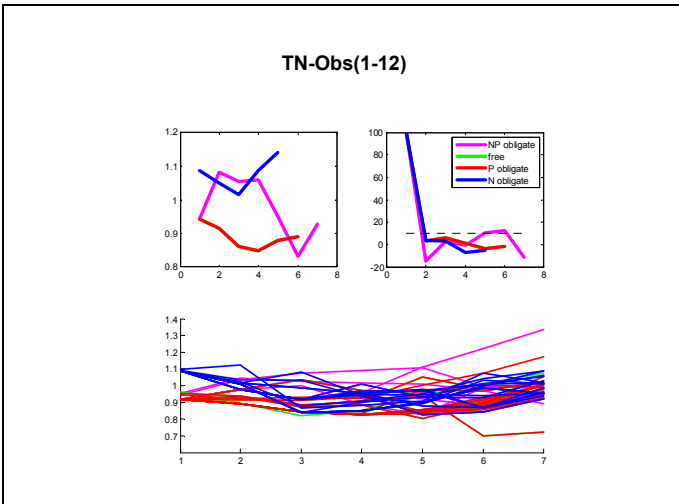 TN-Obs(1-12)
1.2
1.1
1
0.9
0.8
0 2 4 6 8
100
80
60
40
20
0
-20
0 2 4 6 8
NP obligate
free
P obligate
N obligate
1.4
1.3
1.2
1.1
1
0.9
0.8
0.7
1 2 3 4 5 6 7